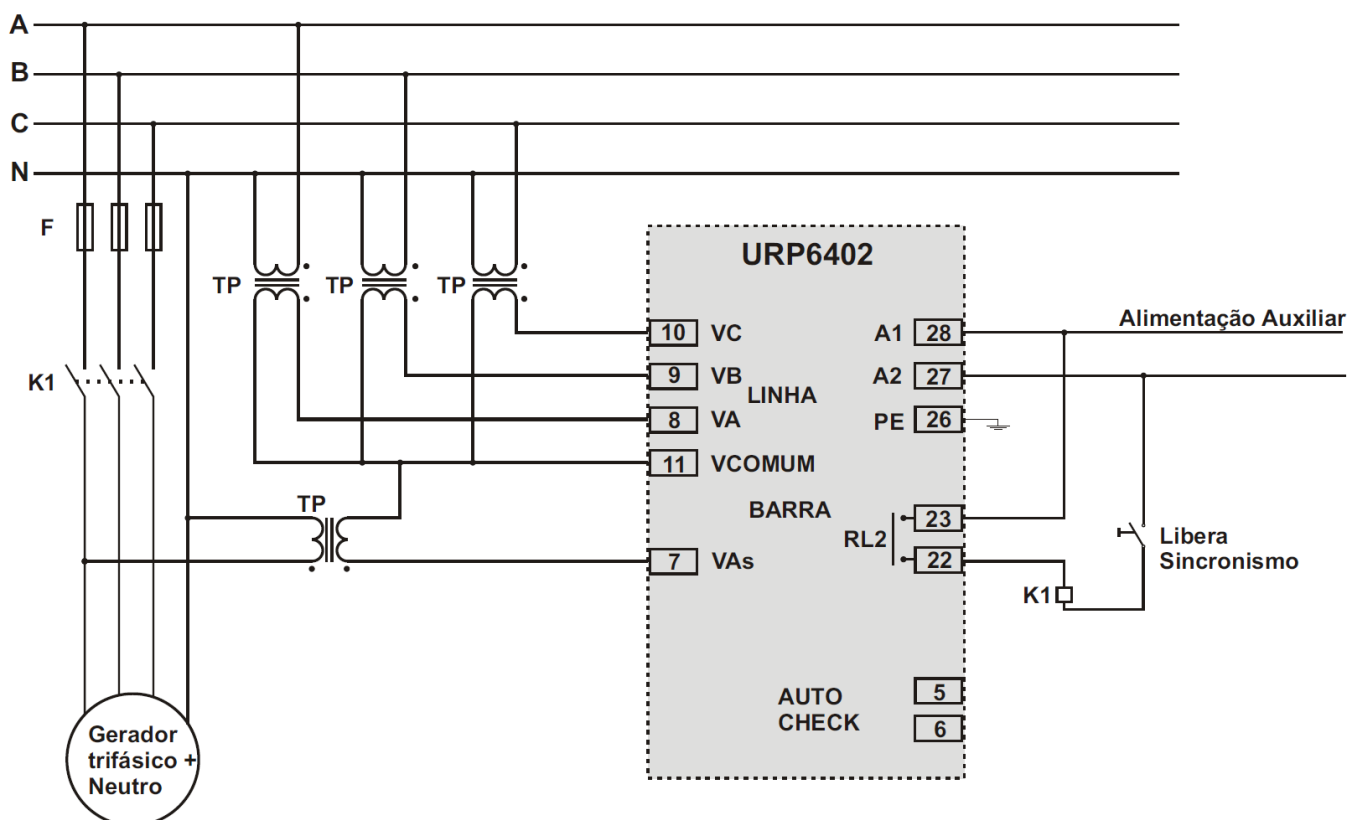 A
B
C
N
F
URP6402
TP
TP
TP
Alimentação Auxiliar
10 VC
A1 28
K1
9 VB
A2 27
LINHA
8 VA
PE 26
11 VCOMUM
TP
BARRA
23
RL2
Libera
Sincronismo
7 VAs
22
K1
AUTO
CHECK
5
6
Gerador
trifásico +
Neutro